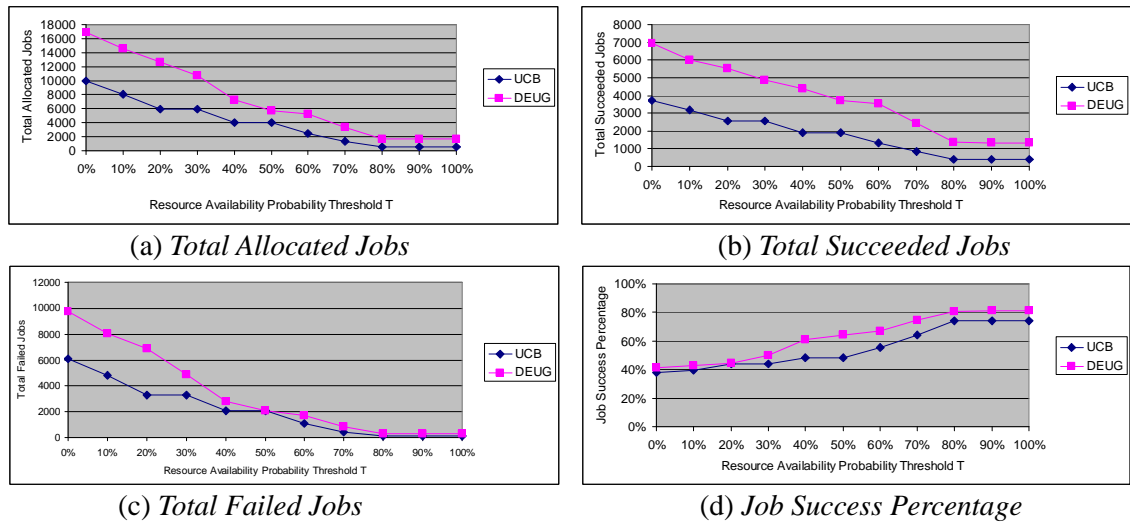 18000
16000
14000
12000
10000
8000
6000
4000
2000
0
Total Allocated Jobs
0% 10% 20% 30% 40% 50% 60% 70% 80% 90% 100%
Resource Availability Probability Threshold T
UCB
DEUG
(a) Total Allocated Jobs
8000
7000
6000
5000
4000
3000
2000
1000
0
Total Succeeded Jobs
0% 10% 20% 30% 40% 50% 60% 70% 80% 90% 100%
Resource Availability Probability Threshold T
UCB
DEUG
(b) Total Succeeded Jobs
12000
10000
8000
6000
4000
2000
0
Total Failed Jobs
0% 10% 20% 30% 40% 50% 60% 70% 80% 90% 100%
Resource Availability Probability Threshold T
UCB
DEUG
(c) Total Failed Jobs
100%
80%
60%
40%
20%
0%
Job Success Percentage
0% 10% 20% 30% 40% 50% 60% 70% 80% 90% 100%
Resource Availability Probability Threshold T
UCB
DEUG
(d) Job Success Percentage